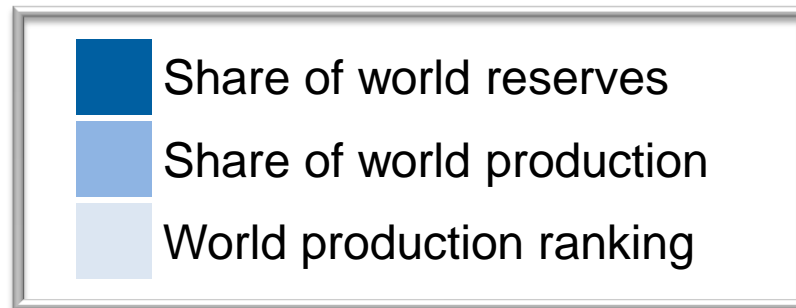 Share of world reserves
Share of world production
World production ranking